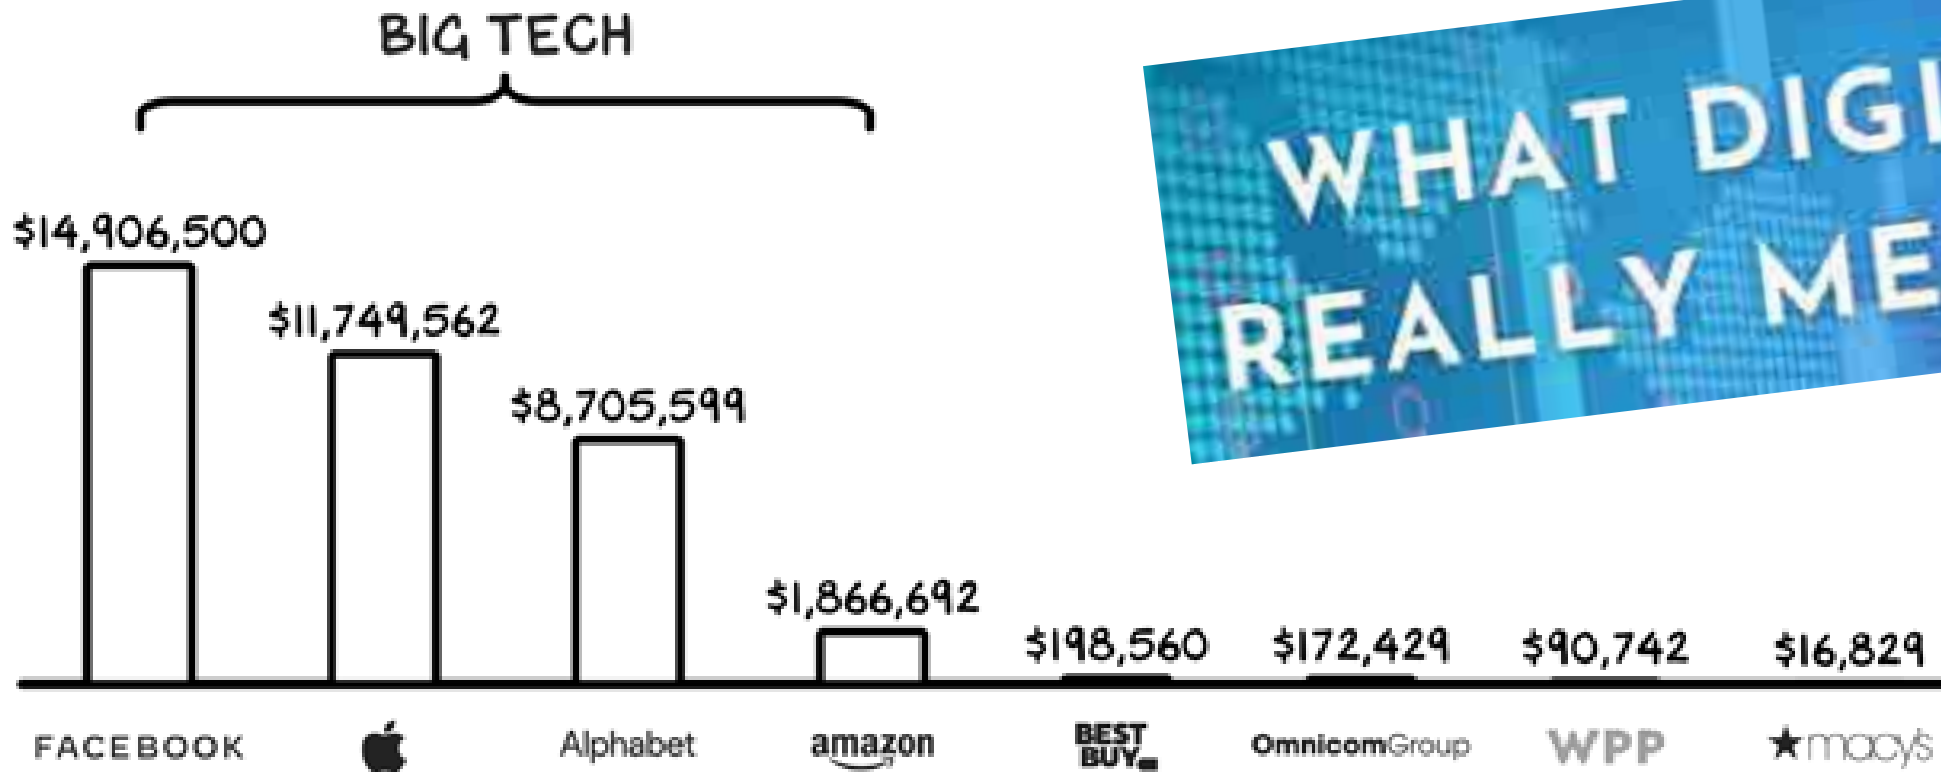 BIG TECH
WHAT DIGI
REALLY ME
$14,906,500
$11,749,562
$8,705,599
$1,866,692
$198,560
$172,429
$90,742
$16,829
FACEBOOK
Alphabet
amazon
BEST
BUY
OmnicomGroup
WPP
macy's